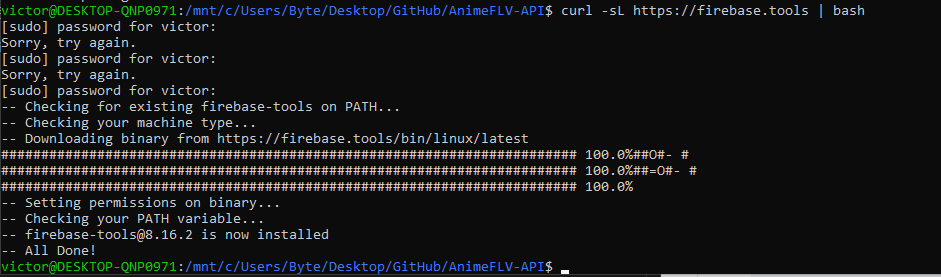 victor@DESKTOP-QNP0971:/mnt/c/Users/Byte/Desktop/GitHub/AnimeFLV-API$ curl -sL https://firebase.tools | bash
[sudo] password for victor:
Sorry, try again.
[sudo] password for victor:
Sorry, try again.
[sudo] password for victor:
-- Checking for existing firebase-tools on PATH...
-- Checking your machine type...
-- Downloading binary from https://firebase.tools/bin/linux/latest
######################################################################## 100.0%##O#- #
######################################################################## 100.0%##=O#- #
######################################################################## 100.0%
-- Setting permissions on binary...
-- Checking your PATH variable...
-- firebase-tools@8.16.2 is now installed
-- All Done!
victor@DESKTOP-QNP0971:/mnt/c/Users/Byte/Desktop/GitHub/AnimeFLV-API$